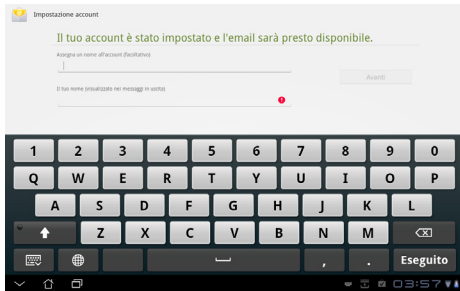 Impostazione account
Il tuo account è stato impostato e l'email sarà presto disponibile.
Assegna un nome all'account (facoltativo)
Avanti
Il tuo nome (visualizzato nei messaggi in uscita)
1 2 3 4 5 6 7 8 9 0
Q W E R T Y U I O P
A S D F G H J K L
Z X C V B N M
, . Eseguito
03:57